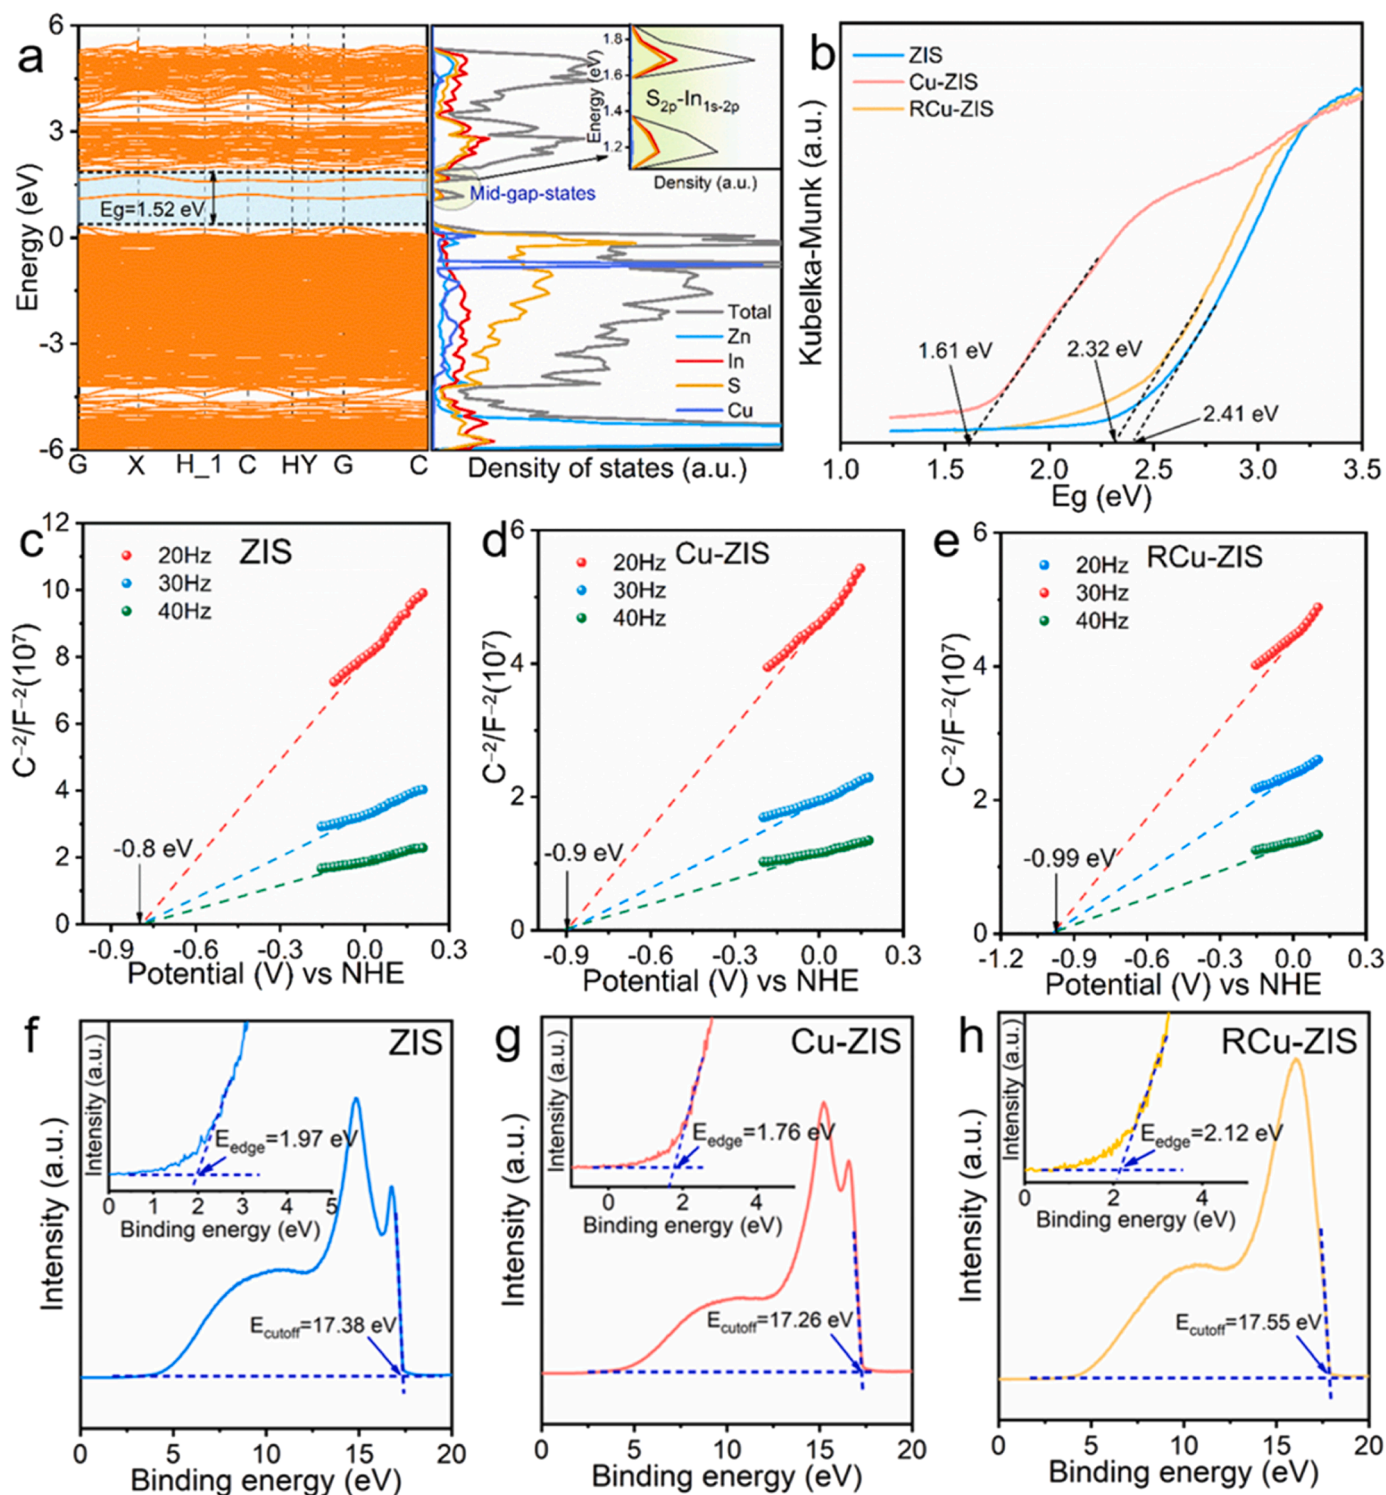 a
6
3
0
-3
-6
Energy (eV)
Eg=1.52 eV
G X H_1 C HY G C
Mid-gap-states
1.8
1.6
1.4
1.2
Energy (eV)
S2p-In1s-2p
Density (a.u.)
Total
Zn
In
S
Cu
Density of states (a.u.)
b
ZIS
Cu-ZIS
RCu-ZIS
Kubelka-Munk (a.u.)
1.61 eV
2.32 eV
2.41 eV
1.0 1.5 2.0 2.5 3.0 3.5
Eg (eV)
c
ZIS
20Hz
30Hz
40Hz
12
10
8
6
4
2
0
C⁻²/F⁻²(10⁷)
-0.8 eV
-0.9 -0.6 -0.3 0.0 0.3
Potential (V) vs NHE
d
Cu-ZIS
20Hz
30Hz
40Hz
6
4
2
0
C⁻²/F⁻²(10⁷)
-0.9 eV
-0.9 -0.6 -0.3 0.0 0.3
Potential (V) vs NHE
e
RCu-ZIS
20Hz
30Hz
40Hz
6
4
2
0
C⁻²/F⁻²(10⁷)
-0.99 eV
-1.2 -0.9 -0.6 -0.3 0.0 0.3
Potential (V) vs NHE
f
ZIS
Intensity (a.u.)
Eedge=1.97 eV
0 1 2 3 4 5
Binding energy (eV)
Intensity (a.u.)
Ecutoff=17.38 eV
0 5 10 15 20
Binding energy (eV)
g
Cu-ZIS
Intensity (a.u.)
Eedge=1.76 eV
0 2 4
Binding energy (eV)
Intensity (a.u.)
Ecutoff=17.26 eV
0 5 10 15 20
Binding energy (eV)
h
RCu-ZIS
Intensity (a.u.)
Eedge=2.12 eV
0 2 4
Binding energy (eV)
Intensity (a.u.)
Ecutoff=17.55 eV
0 5 10 15 20
Binding energy (eV)